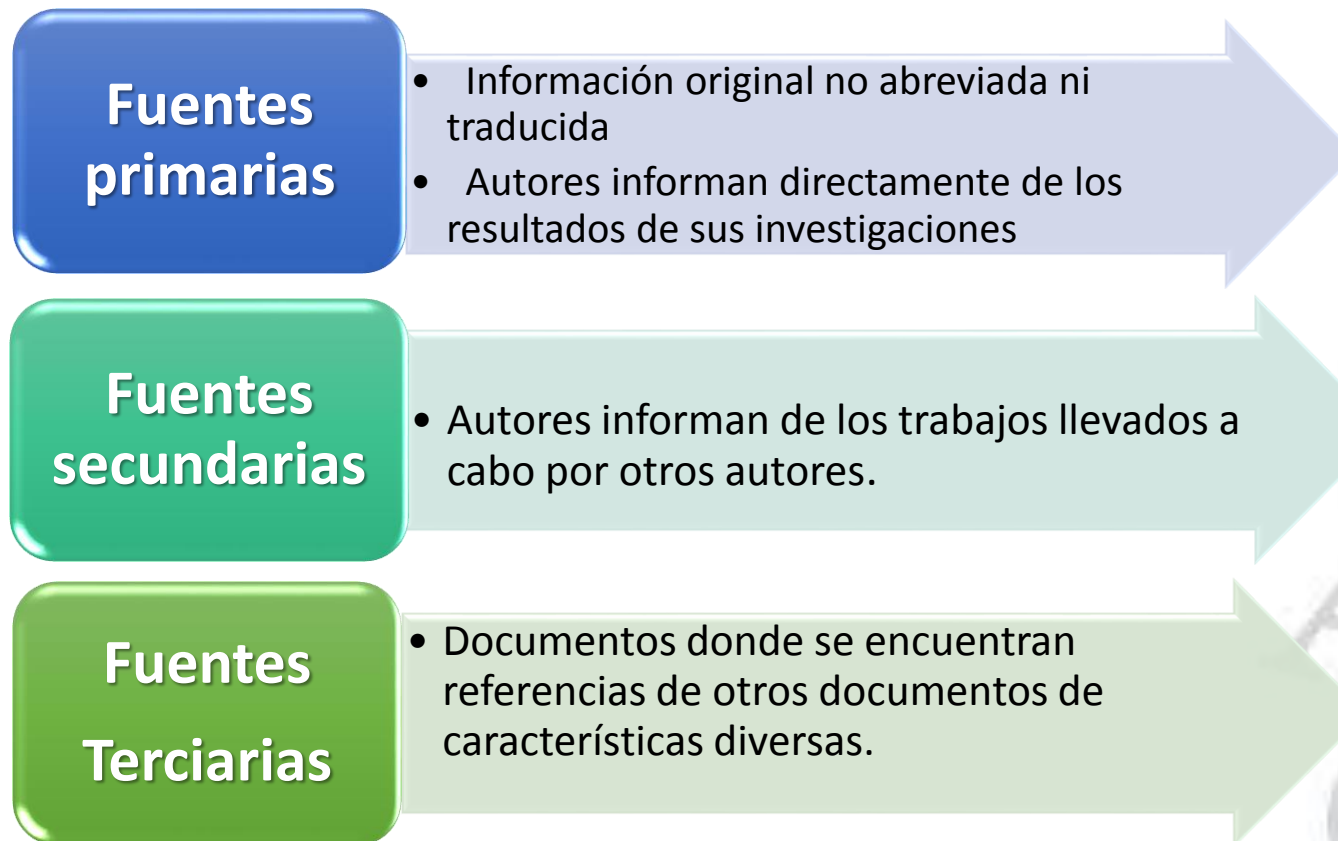 Fuentes
primarias
• Información original no abreviada ni
traducida
• Autores informan directamente de los
resultados de sus investigaciones
Fuentes
secundarias
• Autores informan de los trabajos llevados a
cabo por otros autores.
Fuentes
Terciarias
• Documentos donde se encuentran
referencias de otros documentos de
características diversas.